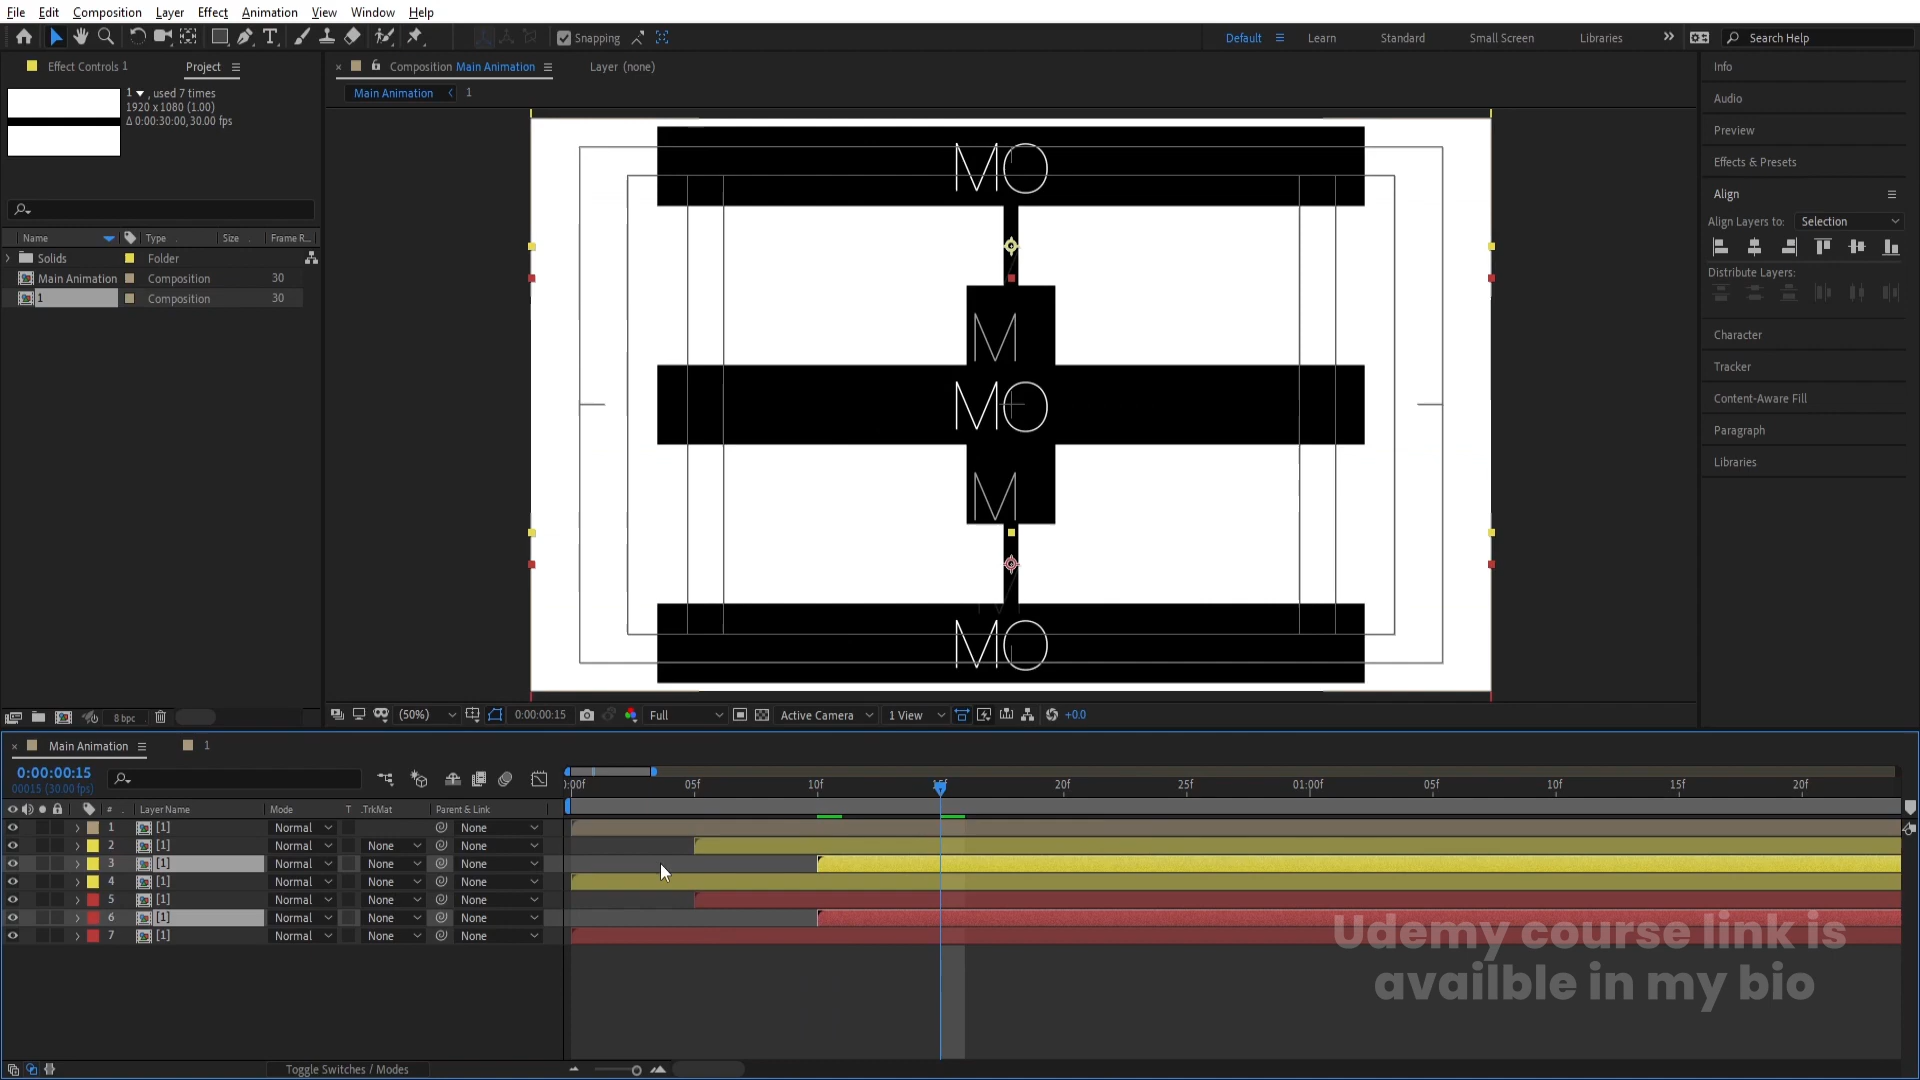 File Edit Composition Layer Effect Animation View Window Help
Snapping
Default Learn Standard Small Screen Libraries Search Help
Effect Controls 1 Project
Composition Main Animation Layer (none)
Main Animation 1
1 , used 7 times
1920 x 1080 (1.00)
Δ 0:00:30:00, 30.00 fps
Name Type Size Frame R...
Solids Folder
Main Animation Composition 30
1 Composition 30
8 bpc
MO
M
MO
M
MO
(50%) 0:00:00:15 Full Active Camera 1 View +0.0
Info
Audio
Preview
Effects & Presets
Align
Align Layers to: Selection
Distribute Layers:
Character
Tracker
Content-Aware Fill
Paragraph
Libraries
Main Animation 1
0:00:00:15
00015 (30.00 fps)
:00f 05f 10f 15f 20f 25f 01:00f 05f 10f 15f 20f
# Layer Name Mode T .TrkMat Parent & Link
1 [1] Normal None
2 [1] Normal None None
3 [1] Normal None None
4 [1] Normal None None
5 [1] Normal None None
6 [1] Normal None None
7 [1] Normal None None
Udemy course link is
availble in my bio
Toggle Switches / Modes